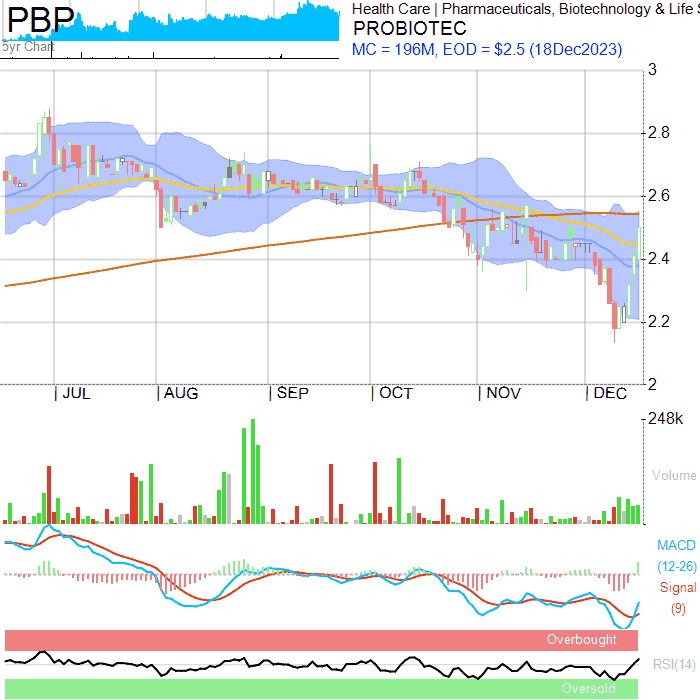 PBP
5yr Chart
Health Care | Pharmaceuticals, Biotechnology & Life S
PROBIOTEC
MC = 196M, EOD = $2.5 (18Dec2023)
3
2.8
2.6
2.4
2.2
2
| JUL | AUG | SEP | OCT | NOV | DEC
248k
Volume
MACD
(12-26)
Signal
(9)
Overbought
RSI(14)
Oversold